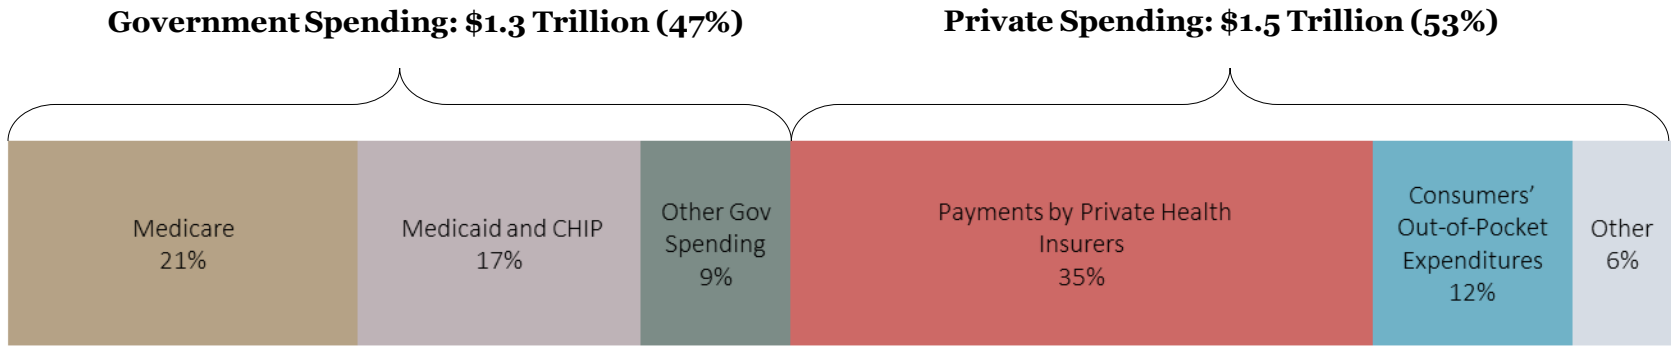 Government Spending: $1.3 Trillion (47%)
Private Spending: $1.5 Trillion (53%)
Medicare
21%
Medicaid and CHIP
17%
Other Gov
Spending
9%
Payments by Private Health
Insurers
35%
Consumers’
Out-of-Pocket
Expenditures
12%
Other
6%